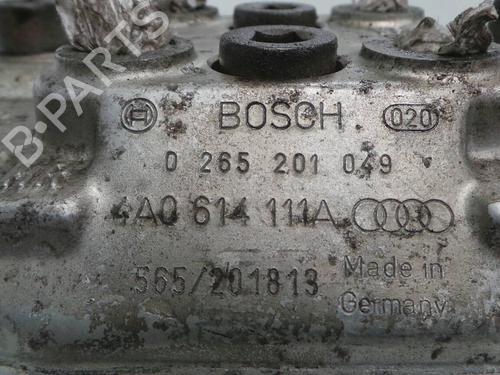 BOSCH 020
0 265 201 049
4A0 614 111A
565/201813 Made in
Germany
B-PARTS